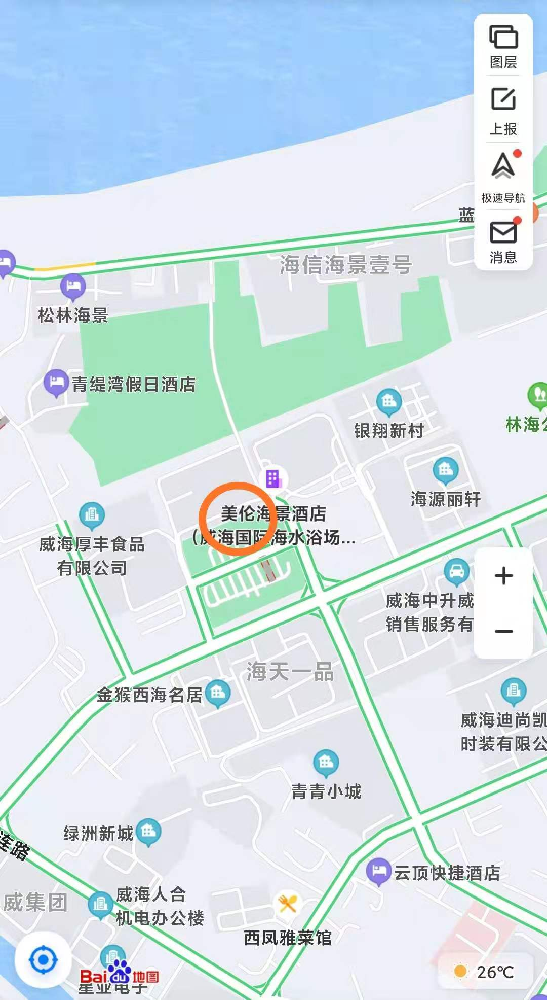 图层
上报
极速导航
消息
蓝
海信海景壹号
松林海景
青缇湾假日酒店
银翔新村
林海公
海源丽轩
美伦海景酒店
（威海国际海水浴场...
威海厚丰食品
有限公司
威海中升威
销售服务有
海天一品
金猴西海名居
威海迪尚凯
时装有限公
青青小城
绿洲新城
连路
云顶快捷酒店
威集团
威海人合
机电办公楼
西凤雅菜馆
Baidu地图
星业电子
26℃